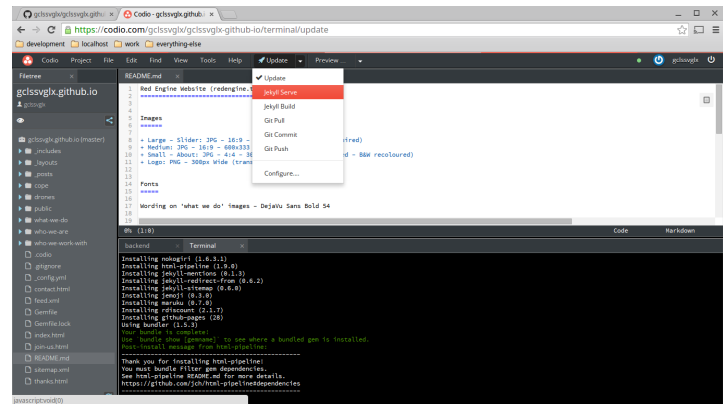 gclssvglx/gclssvglx.githu
Codio - gclssvglx.github.i
https://codio.com/gclssvglx/gclssvglx-github-io/terminal/update
development
localhost
work
everything-else
Codio Project File Edit Find View Tools Help Update Preview ... gclssvglx
Filetree
README.md
Update
Jekyll Serve
Jekyll Build
Git Pull
Git Commit
Git Push
Configure....
gclssvglx.github.io
gclssvglx
gclssvglx.github.io (master)
_includes
_layouts
_posts
cope
drones
public
what-we-do
who-we-are
who-we-work-with
.codio
.gitignore
_config.yml
contact.html
feed.xml
Gemfile
Gemfile.lock
index.html
join-us.html
README.md
sitemap.xml
thanks.html
1 Red Engine Website (redengine.
2 ================
3
4
5 Images
6 ======
7
8 + Large - Slider: JPG - 16:9 - ired)
9 + Medium: JPG - 16:9 - 600x333
10 + Small - About: JPG - 4:4 - 30 d - B&W recoloured)
11 + Logo: PNG - 300px Wide (trans
12
13
14 Fonts
15 =====
16
17 Wording on 'what we do' images - DejaVu Sans Bold 54
18
19
0% (1:0) Code Markdown
backend Terminal
Installing nokogiri (1.6.3.1)
Installing html-pipeline (1.9.0)
Installing jekyll-mentions (0.1.3)
Installing jekyll-redirect-from (0.6.2)
Installing jekyll-sitemap (0.6.0)
Installing jemoji (0.3.0)
Installing maruku (0.7.0)
Installing rdiscount (2.1.7)
Installing github-pages (28)
Using bundler (1.5.3)
Your bundle is complete!
Use `bundle show [gemname]` to see where a bundled gem is installed.
Post-install message from html-pipeline:
-------------------------------------------------
Thank you for installing html-pipeline!
You must bundle Filter gem dependencies.
See html-pipeline README.md for more details.
https://github.com/jch/html-pipeline#dependencies
-------------------------------------------------
javascript:void(0)